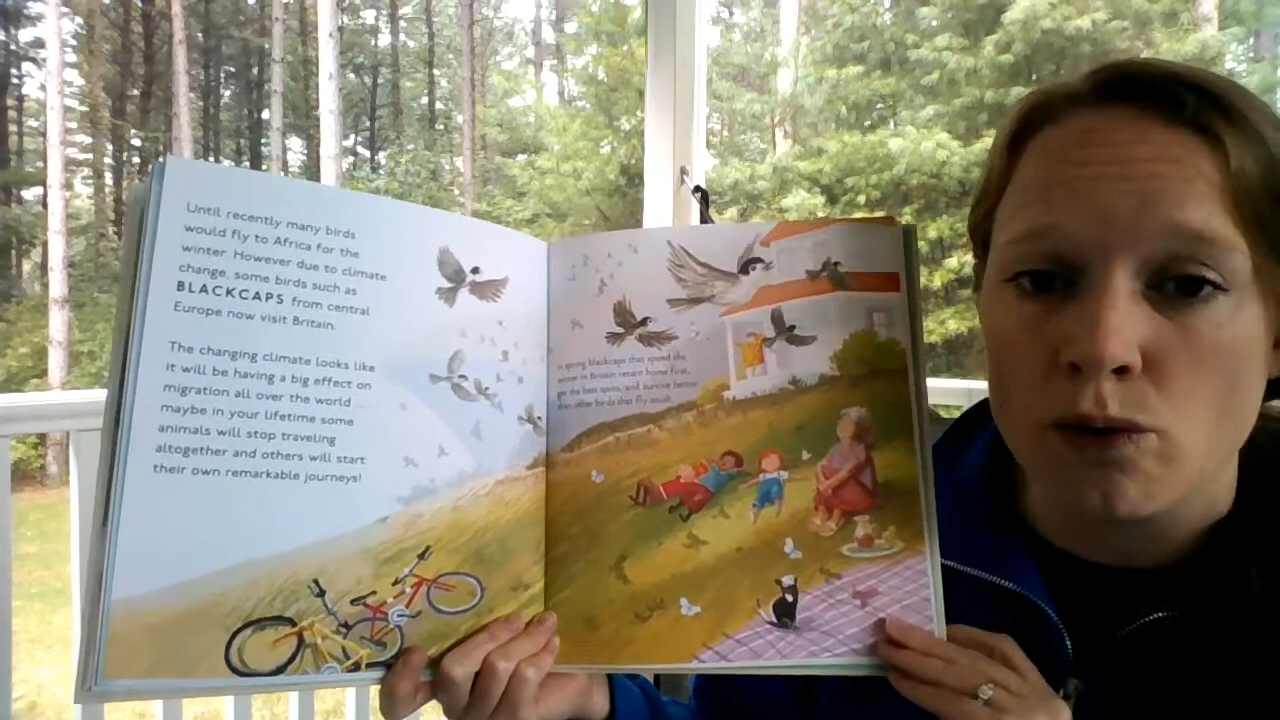 Until recently many birds
would fly to Africa for the
winter. However due to climate
change, some birds such as
BLACKCAPS from central
Europe now visit Britain.
The changing climate looks like
it will be having a big effect on
migration all over the world
maybe in your lifetime some
animals will stop traveling
altogether and others will start
their own remarkable journeys!
In spring blackcaps that spend the
winter in Britain return home first,
get the best spots, and survive better
than other birds that fly south.